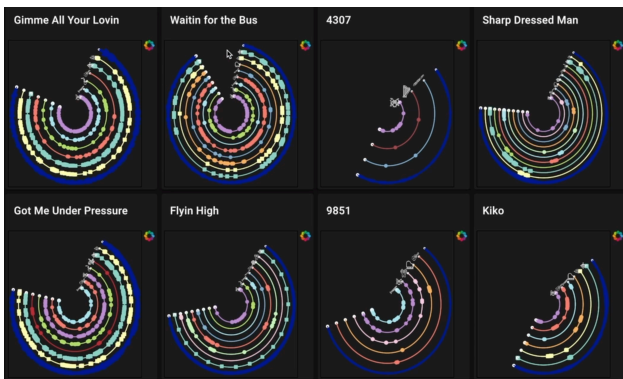 Gimme All Your Lovin
Waitin for the Bus
4307
Sharp Dressed Man
Got Me Under Pressure
Flyin High
9851
Kiko